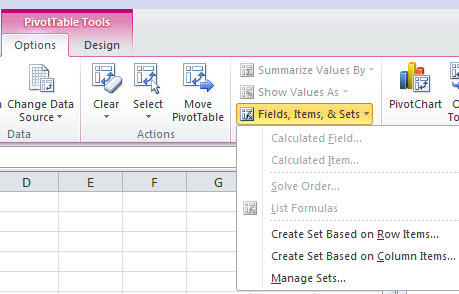 PivotTable Tools
Options Design
Change Data
Source
Clear
Select
Move
PivotTable
Summarize Values By
Show Values As
Fields, Items, & Sets
PivotChart
Data
Actions
Calculated Field...
Calculated Item...
Solve Order...
List Formulas
Create Set Based on Row Items...
Create Set Based on Column Items...
Manage Sets...
D E F G